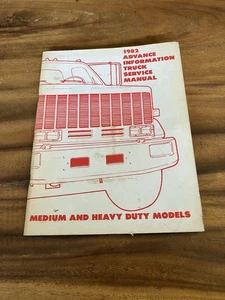 1982
ADVANCE
INFORMATION
TRUCK
SERVICE
MANUAL
MEDIUM AND HEAVY DUTY MODELS